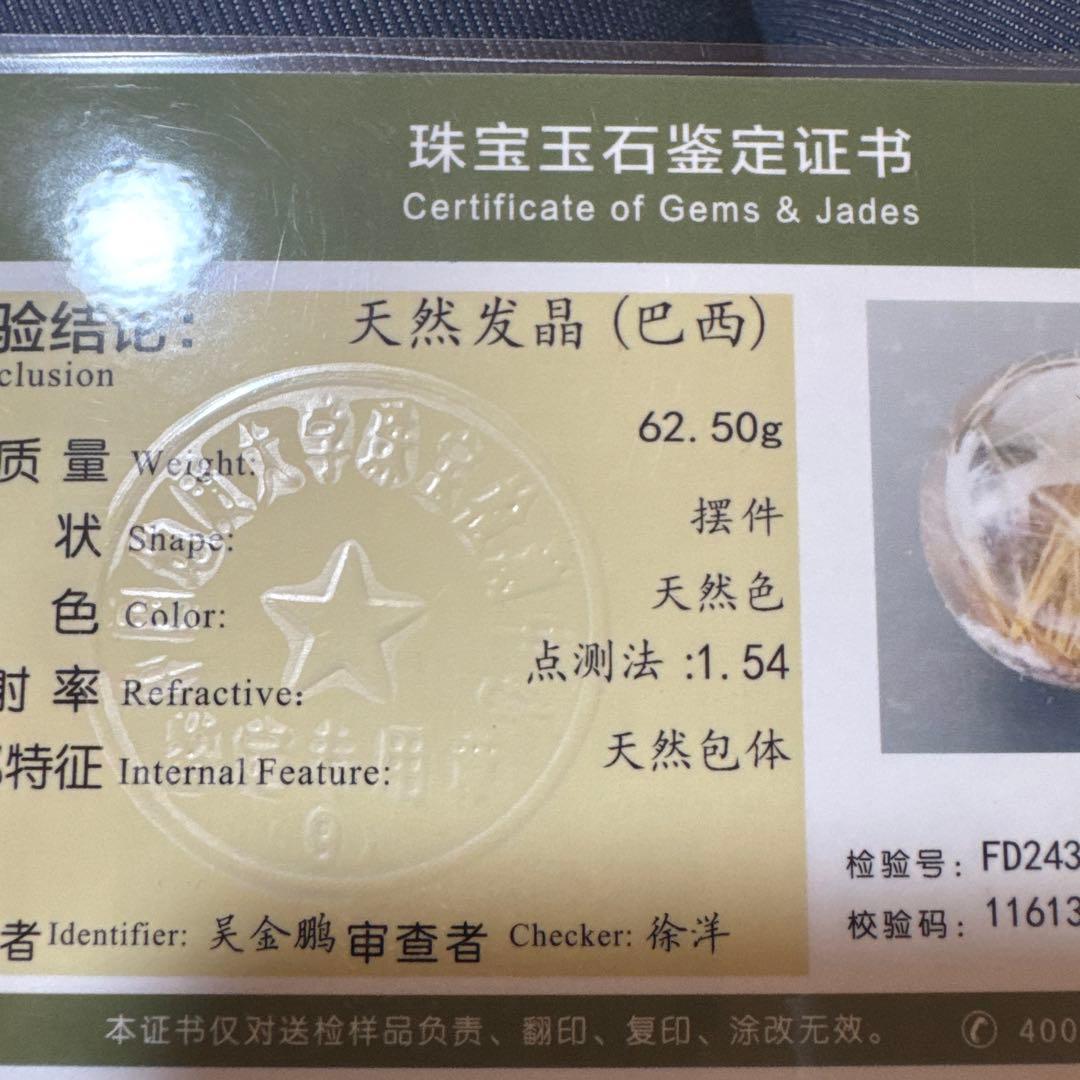 珠宝玉石鉴定证书
Certificate of Gems & Jades
验结论: 天然发晶 (巴西)
clusion
质 量 Weight: 62.50g
状 Shape: 摆件
色 Color: 天然色
射 率 Refractive: 点测法 :1.54
特征 Internal Feature: 天然包体
者 Identifier: 吴金鹏 审查者 Checker: 徐洋
检验号: FD243
校验码: 11613
本证书仅对送检样品负责、翻印、复印、涂改无效。 400